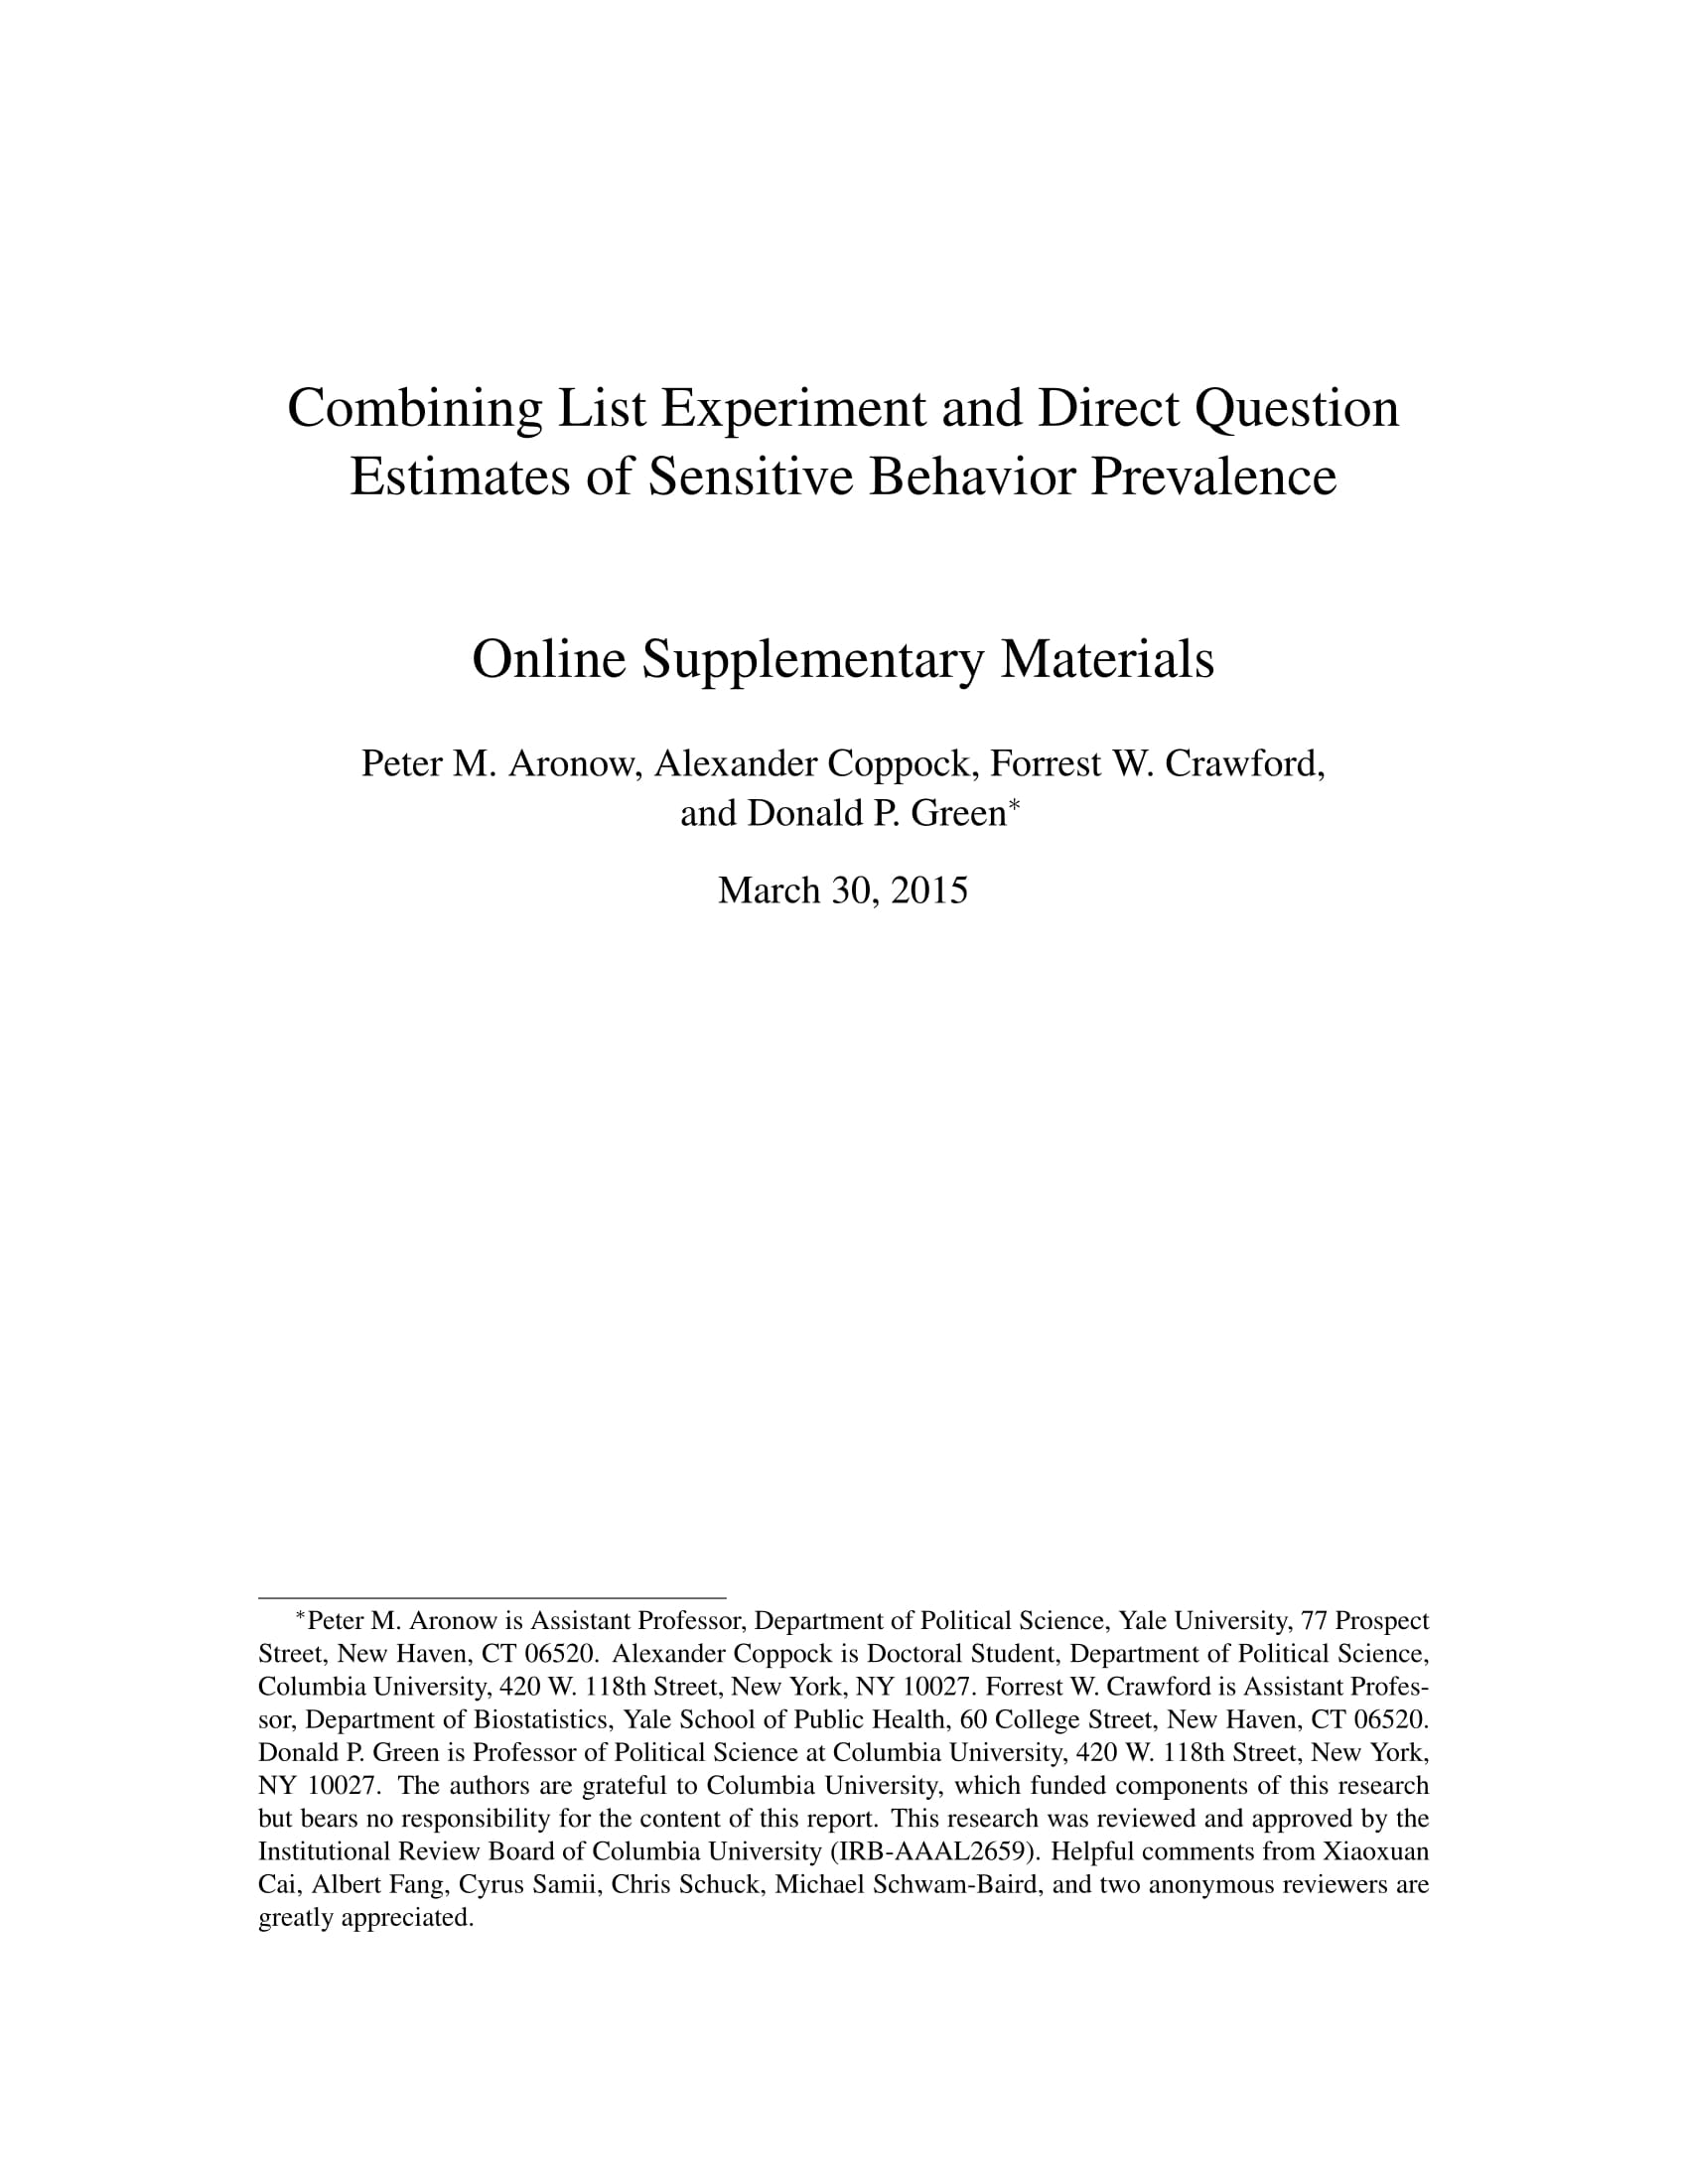 Combining List Experiment and Direct Question
Estimates of Sensitive Behavior Prevalence
Online Supplementary Materials
Peter M. Aronow, Alexander Coppock, Forrest W. Crawford,
and Donald P. Green*
March 30, 2015
*Peter M. Aronow is Assistant Professor, Department of Political Science, Yale University, 77 Prospect
Street, New Haven, CT 06520. Alexander Coppock is Doctoral Student, Department of Political Science,
Columbia University, 420 W. 118th Street, New York, NY 10027. Forrest W. Crawford is Assistant Profes-
sor, Department of Biostatistics, Yale School of Public Health, 60 College Street, New Haven, CT 06520.
Donald P. Green is Professor of Political Science at Columbia University, 420 W. 118th Street, New York,
NY 10027. The authors are grateful to Columbia University, which funded components of this research
but bears no responsibility for the content of this report. This research was reviewed and approved by the
Institutional Review Board of Columbia University (IRB-AAAL2659). Helpful comments from Xiaoxuan
Cai, Albert Fang, Cyrus Samii, Chris Schuck, Michael Schwam-Baird, and two anonymous reviewers are
greatly appreciated.